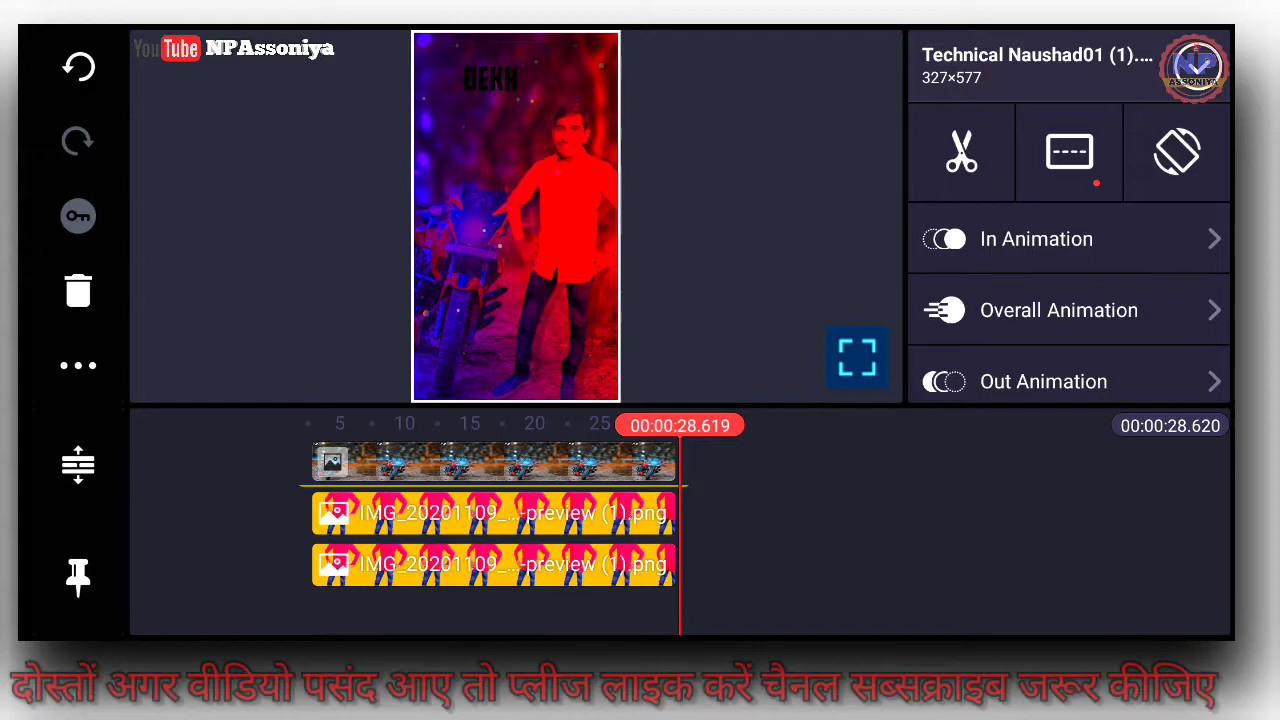 YouTube NPAssoniya
DEKH
Technical Naushad01 (1)....
327×577
NP
ASSONIYA
In Animation
Overall Animation
Out Animation
5 10 15 20 25
00:00:28.619
00:00:28.620
IMG_20201109_...-preview (1).png
IMG_20201109_...-preview (1).png
दोस्तों अगर वीडियो पसंद आए तो प्लीज लाइक करें चैनल सब्सक्राइब जरूर कीजिए